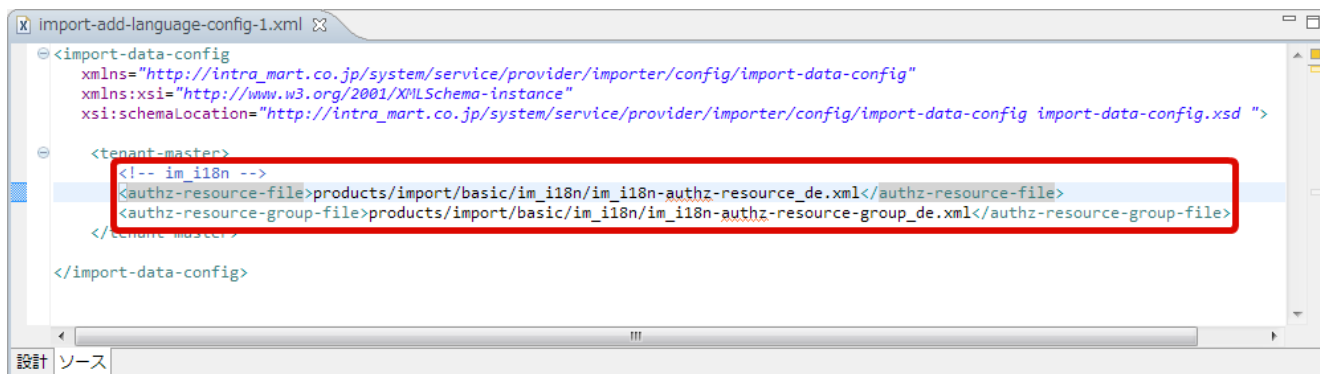 import-add-language-config-1.xml
<import-data-config
xmlns="http://intra_mart.co.jp/system/service/provider/importer/config/import-data-config"
xmlns:xsi="http://www.w3.org/2001/XMLSchema-instance"
xsi:schemaLocation="http://intra_mart.co.jp/system/service/provider/importer/config/import-data-config import-data-config.xsd ">
<tenant-master>
<!-- im_i18n -->
<authz-resource-file>products/import/basic/im_i18n/im_i18n-authz-resource_de.xml</authz-resource-file>
<authz-resource-group-file>products/import/basic/im_i18n/im_i18n-authz-resource-group_de.xml</authz-resource-group-file>
</tenant-master>
</import-data-config>
設計 ソース